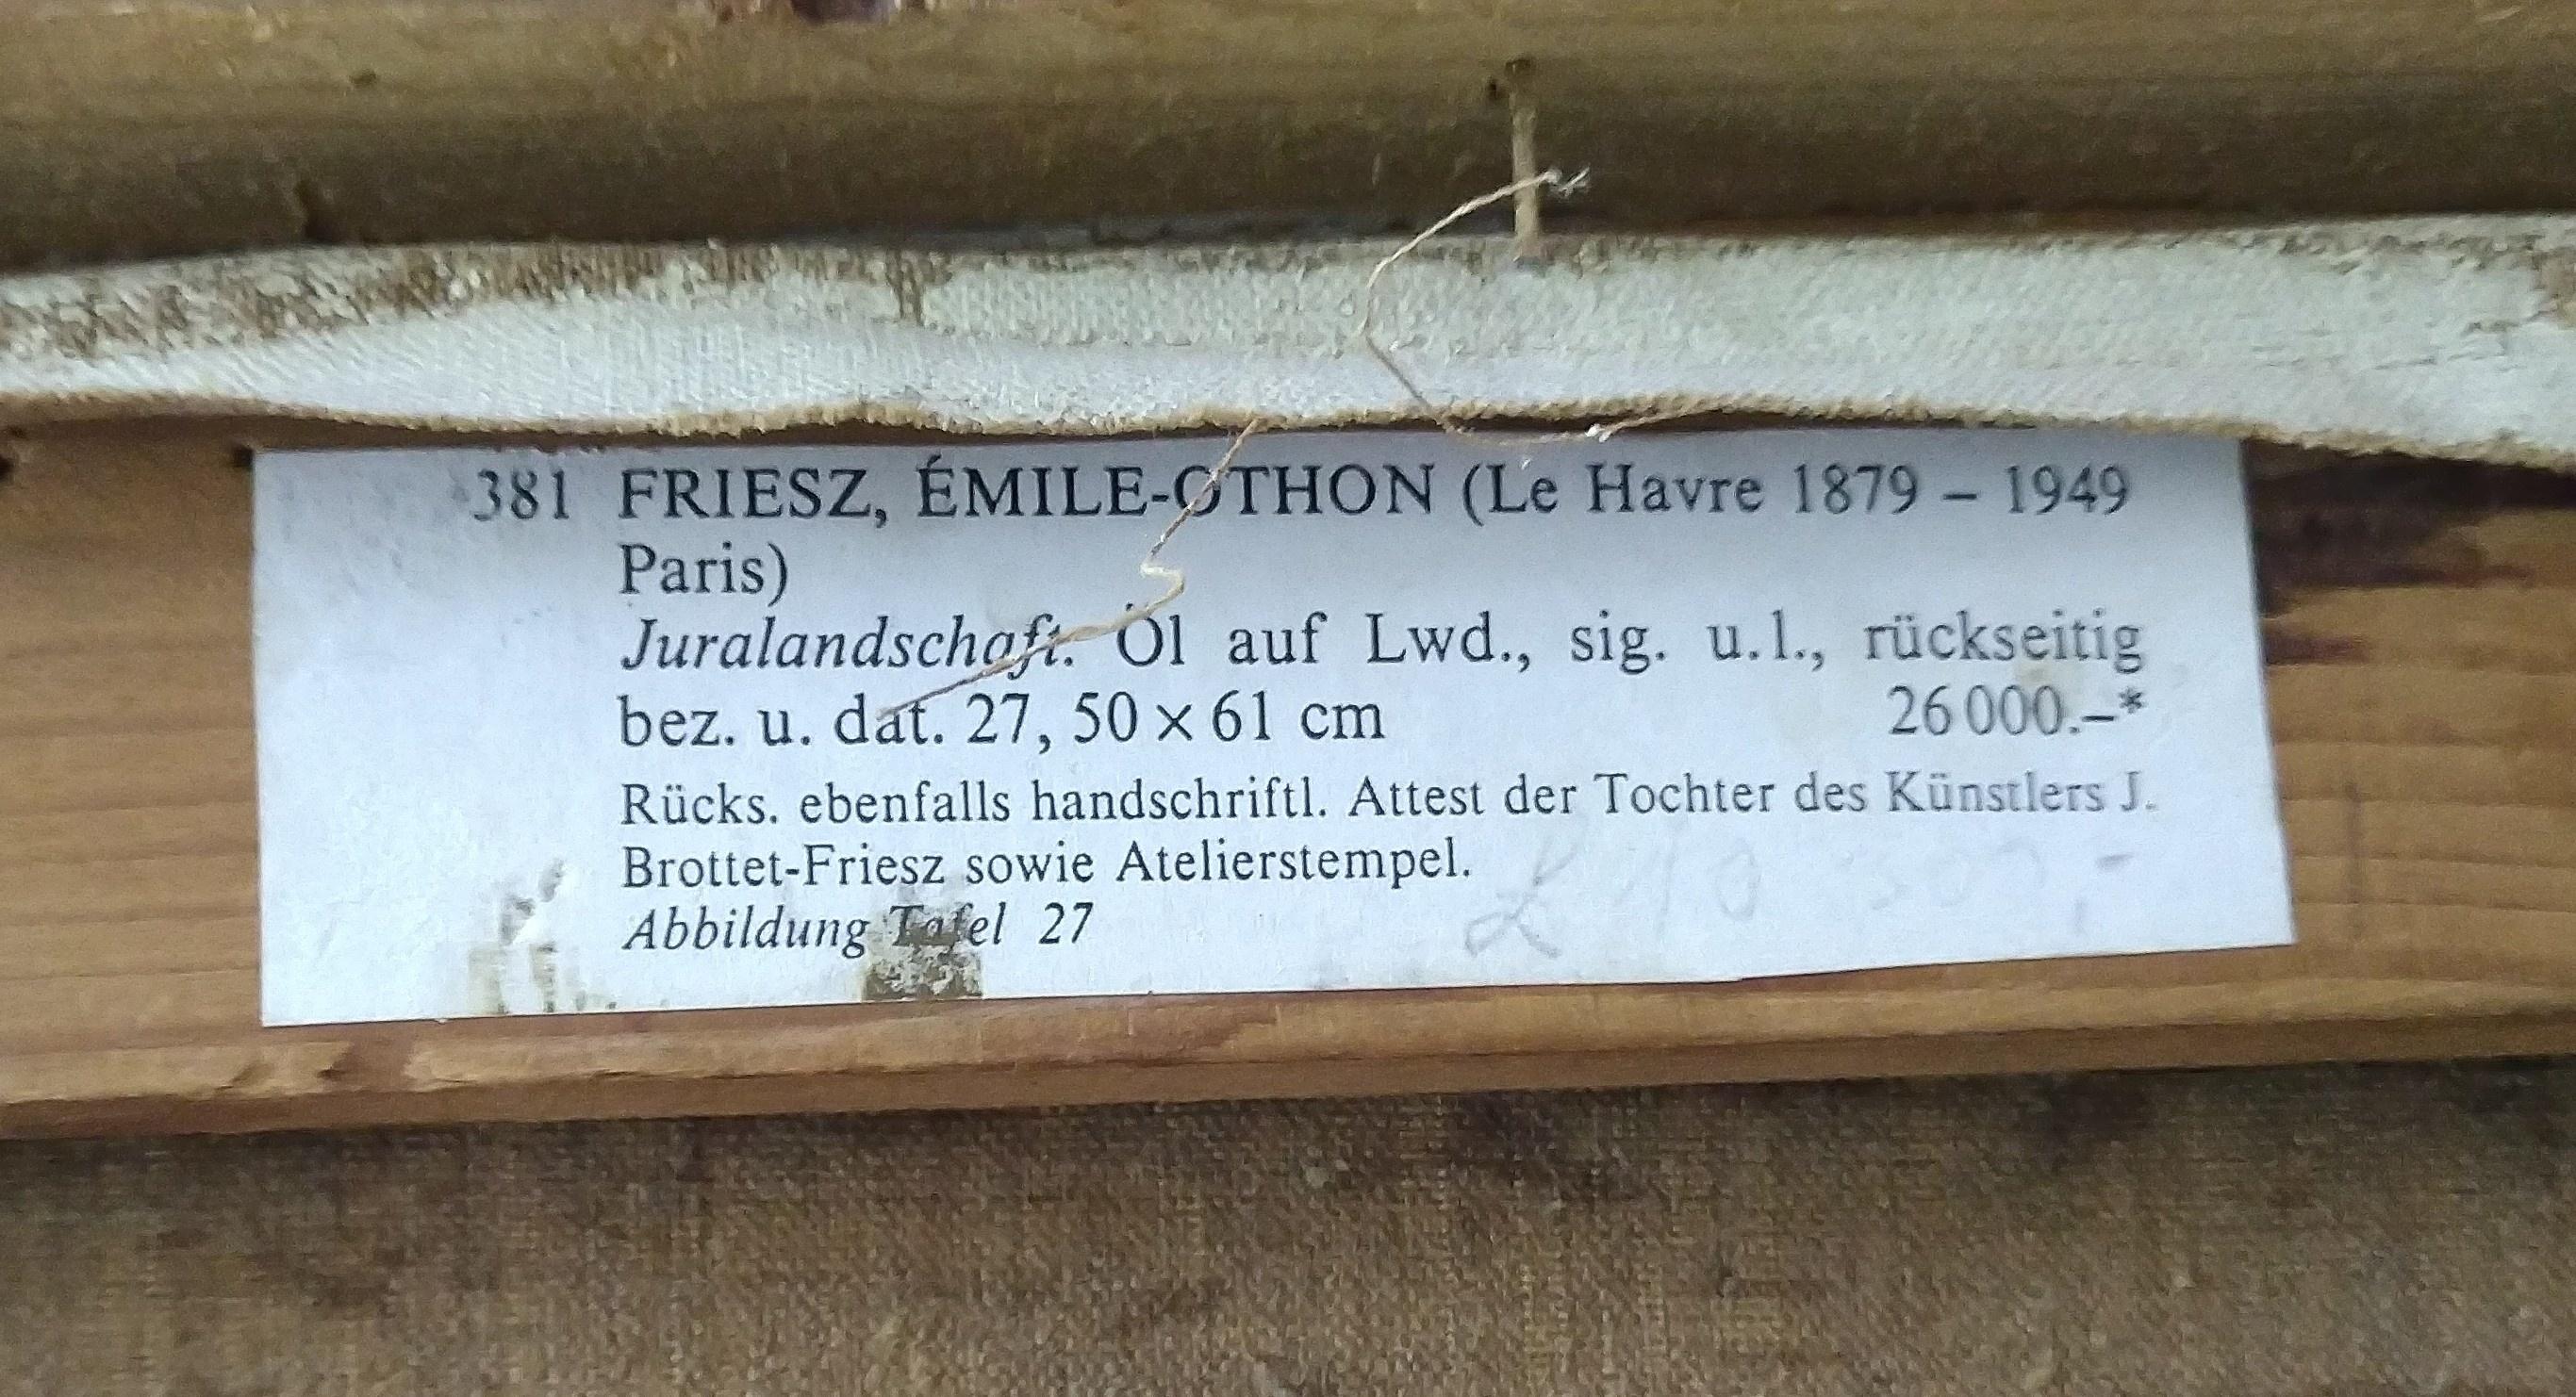 381 FRIESZ, ÉMILE-OTHON (Le Havre 1879 – 1949
Paris)
Juralandschaft. Öl auf Lwd., sig. u. l., rückseitig
bez. u. dat. 27, 50 × 61 cm 26 000.–*
Rücks. ebenfalls handschriftl. Attest der Tochter des Künstlers J.
Brottet-Friesz sowie Atelierstempel.
Abbildung Tafel 27